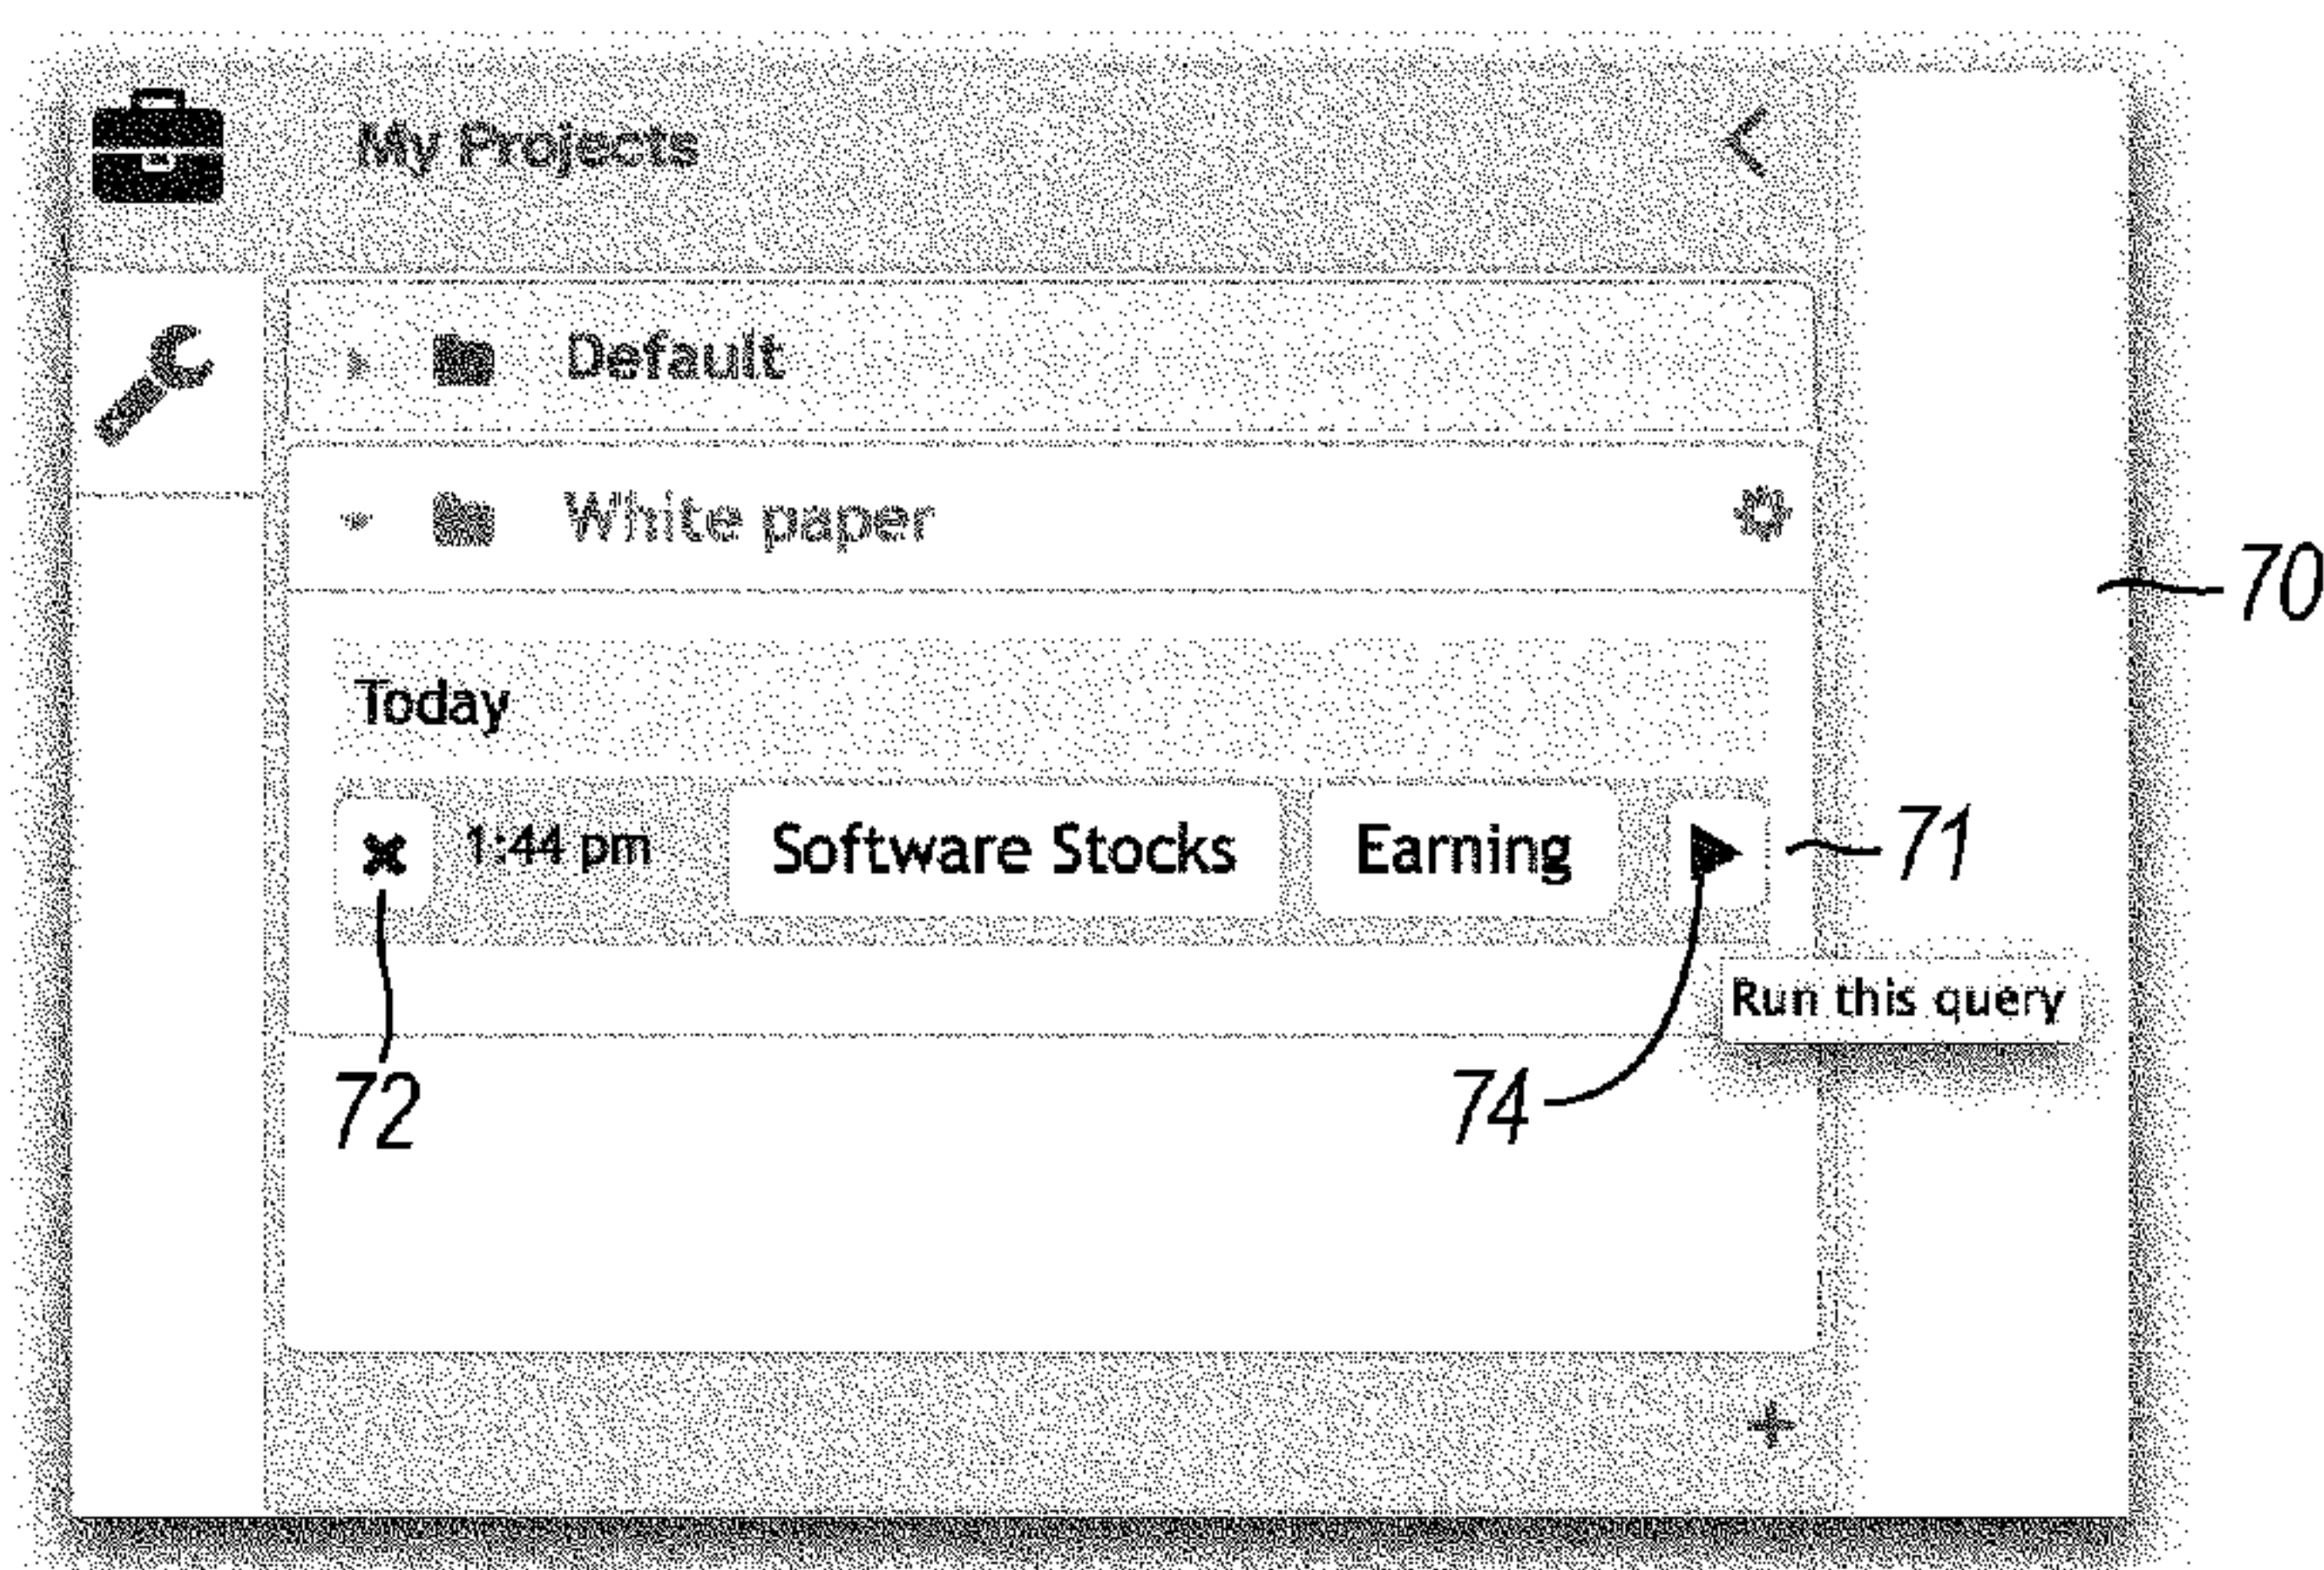 My Projects
Default
White paper
70
Today
1:44 pm Software Stocks Earning 71
Run this query
72 74